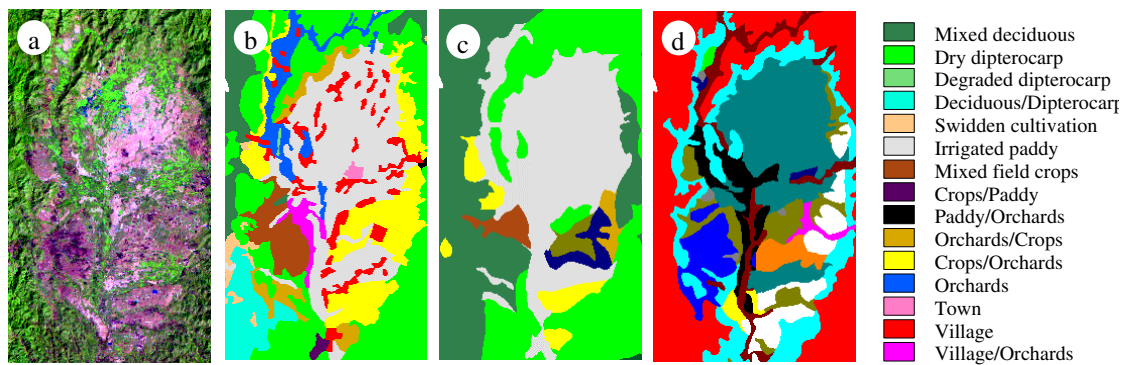 a
b
c
d
Mixed deciduous
Dry dipterocarp
Degraded dipterocarp
Deciduous/Dipterocarp
Swidden cultivation
Irrigated paddy
Mixed field crops
Crops/Paddy
Paddy/Orchards
Orchards/Crops
Crops/Orchards
Orchards
Town
Village
Village/Orchards